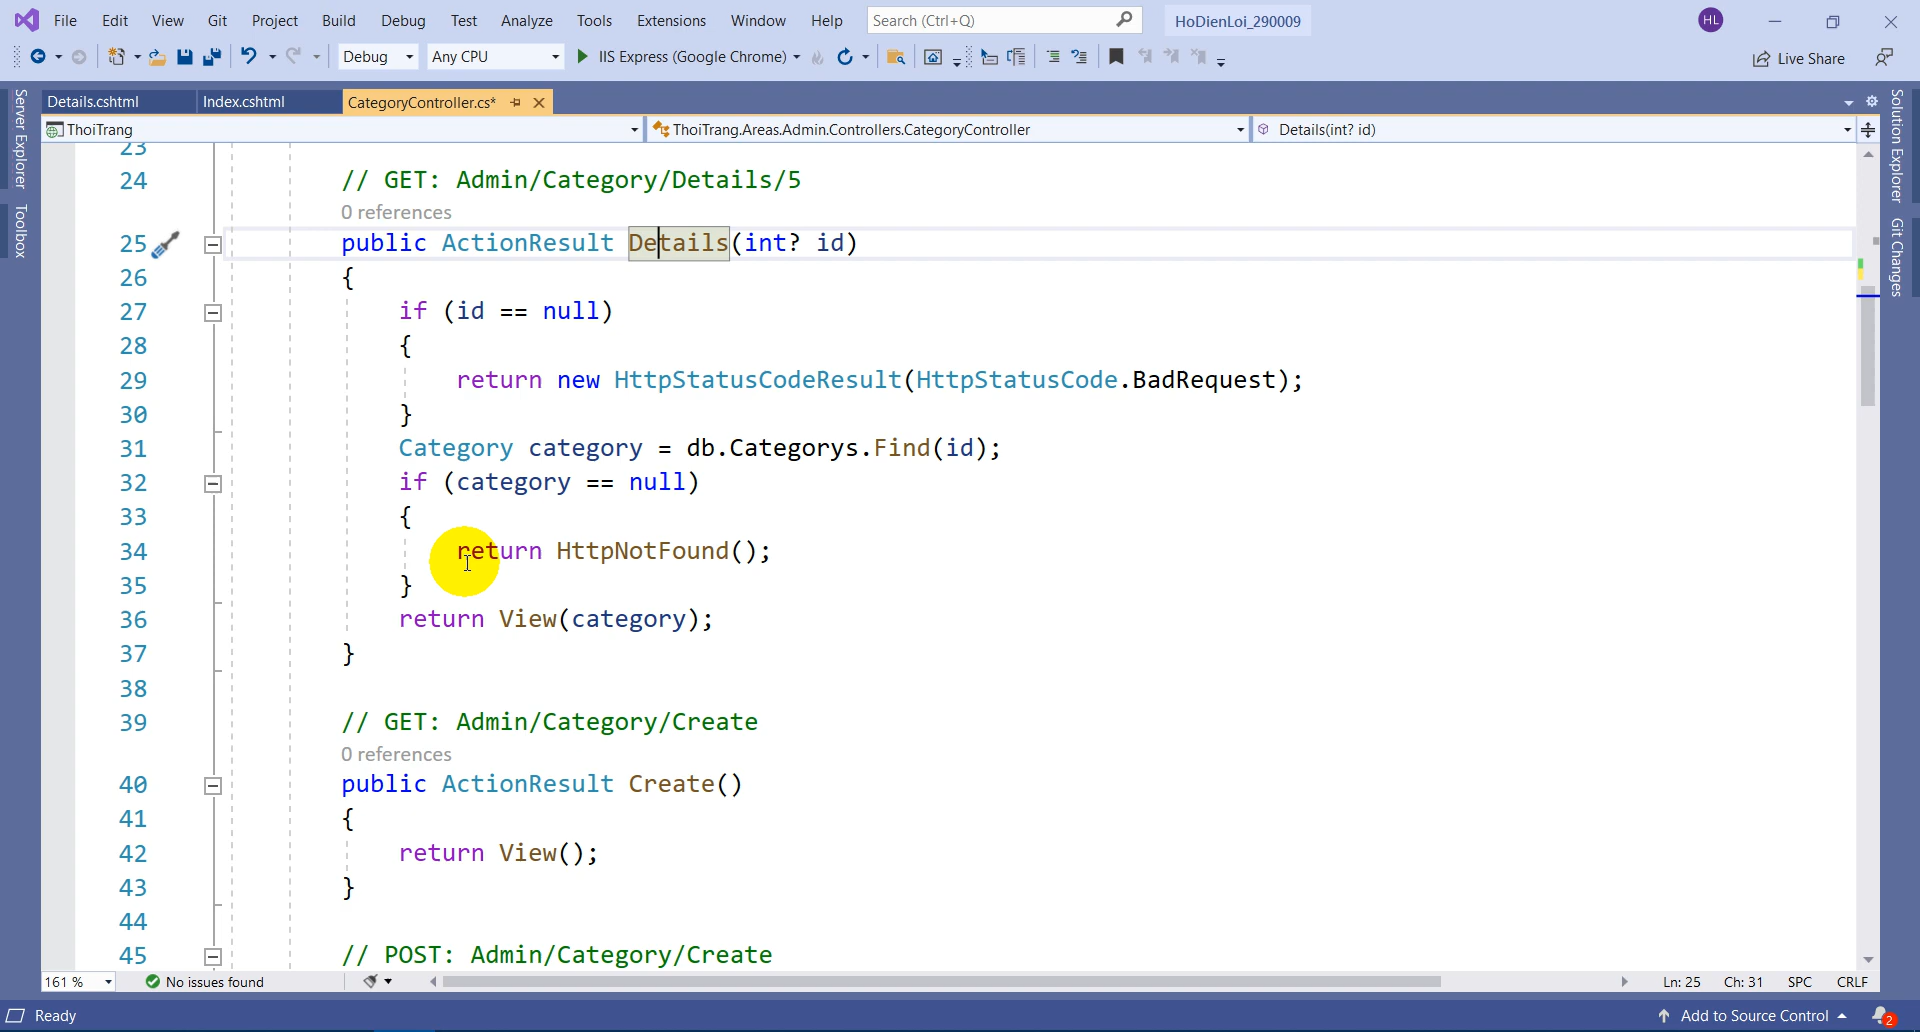 File Edit View Git Project Build Debug Test Analyze Tools Extensions Window Help Search (Ctrl+Q) HoDienLoi_290009 HL
Debug Any CPU IIS Express (Google Chrome) Live Share
Details.cshtml Index.cshtml CategoryController.cs*
ThoiTrang ThoiTrang.Areas.Admin.Controllers.CategoryController Details(int? id)
Server Explorer
Toolbox
Solution Explorer
Git Changes
23
24 // GET: Admin/Category/Details/5
0 references
25 public ActionResult Details(int? id)
26 {
27 if (id == null)
28 {
29 return new HttpStatusCodeResult(HttpStatusCode.BadRequest);
30 }
31 Category category = db.Categorys.Find(id);
32 if (category == null)
33 {
34 return HttpNotFound();
35 }
36 return View(category);
37 }
38
39 // GET: Admin/Category/Create
0 references
40 public ActionResult Create()
41 {
42 return View();
43 }
44
45 // POST: Admin/Category/Create
161 % No issues found Ln: 25 Ch: 31 SPC CRLF
Ready Add to Source Control 2